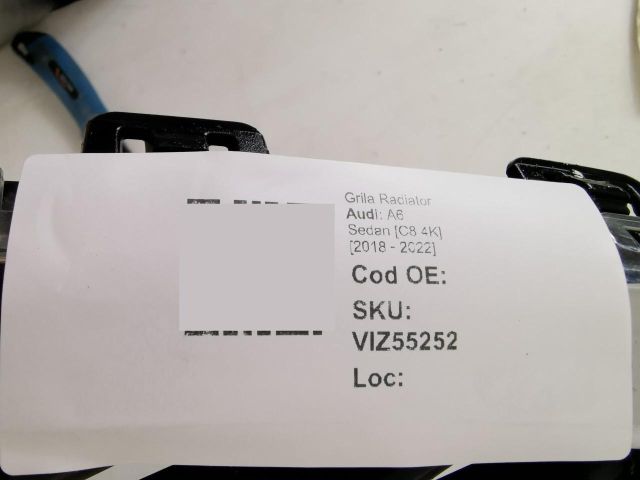 Grila Radiator
Audi: A6
Sedan [C8 4K]
[2018 - 2022]
Cod OE:
SKU:
VIZ55252
Loc: